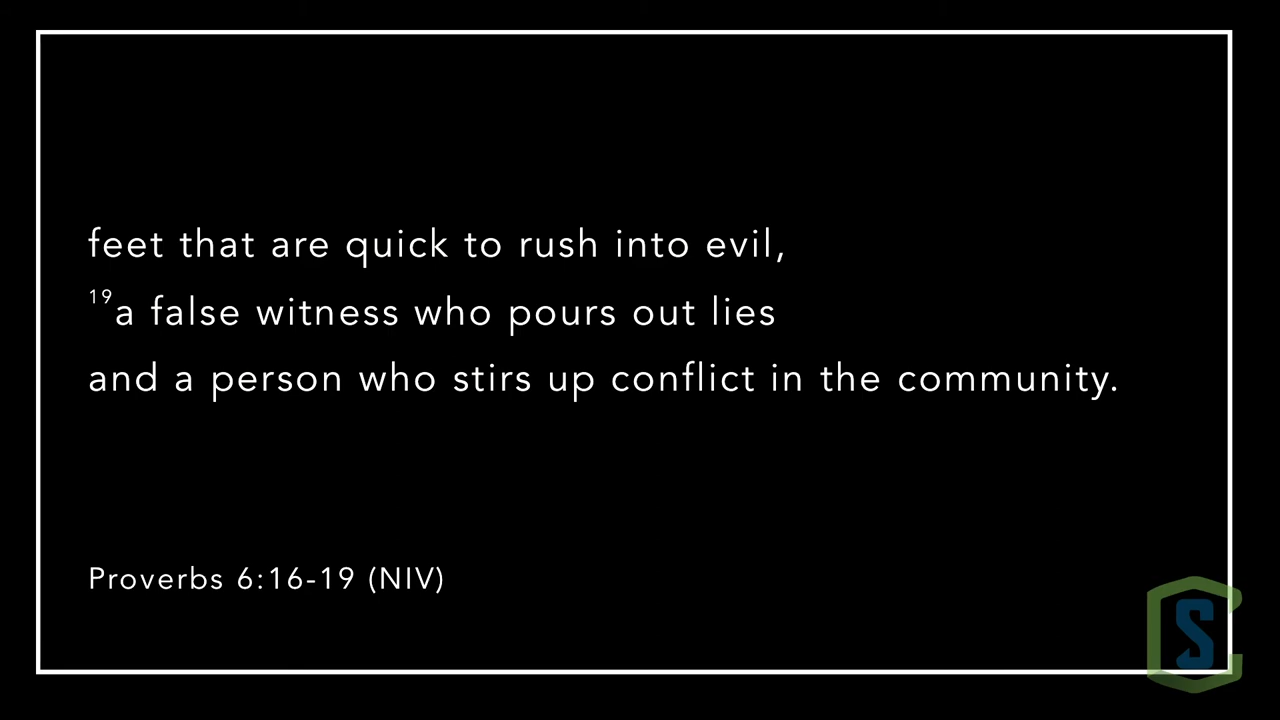 feet that are quick to rush into evil,
19a false witness who pours out lies
and a person who stirs up conflict in the community.
Proverbs 6:16-19 (NIV)
CS